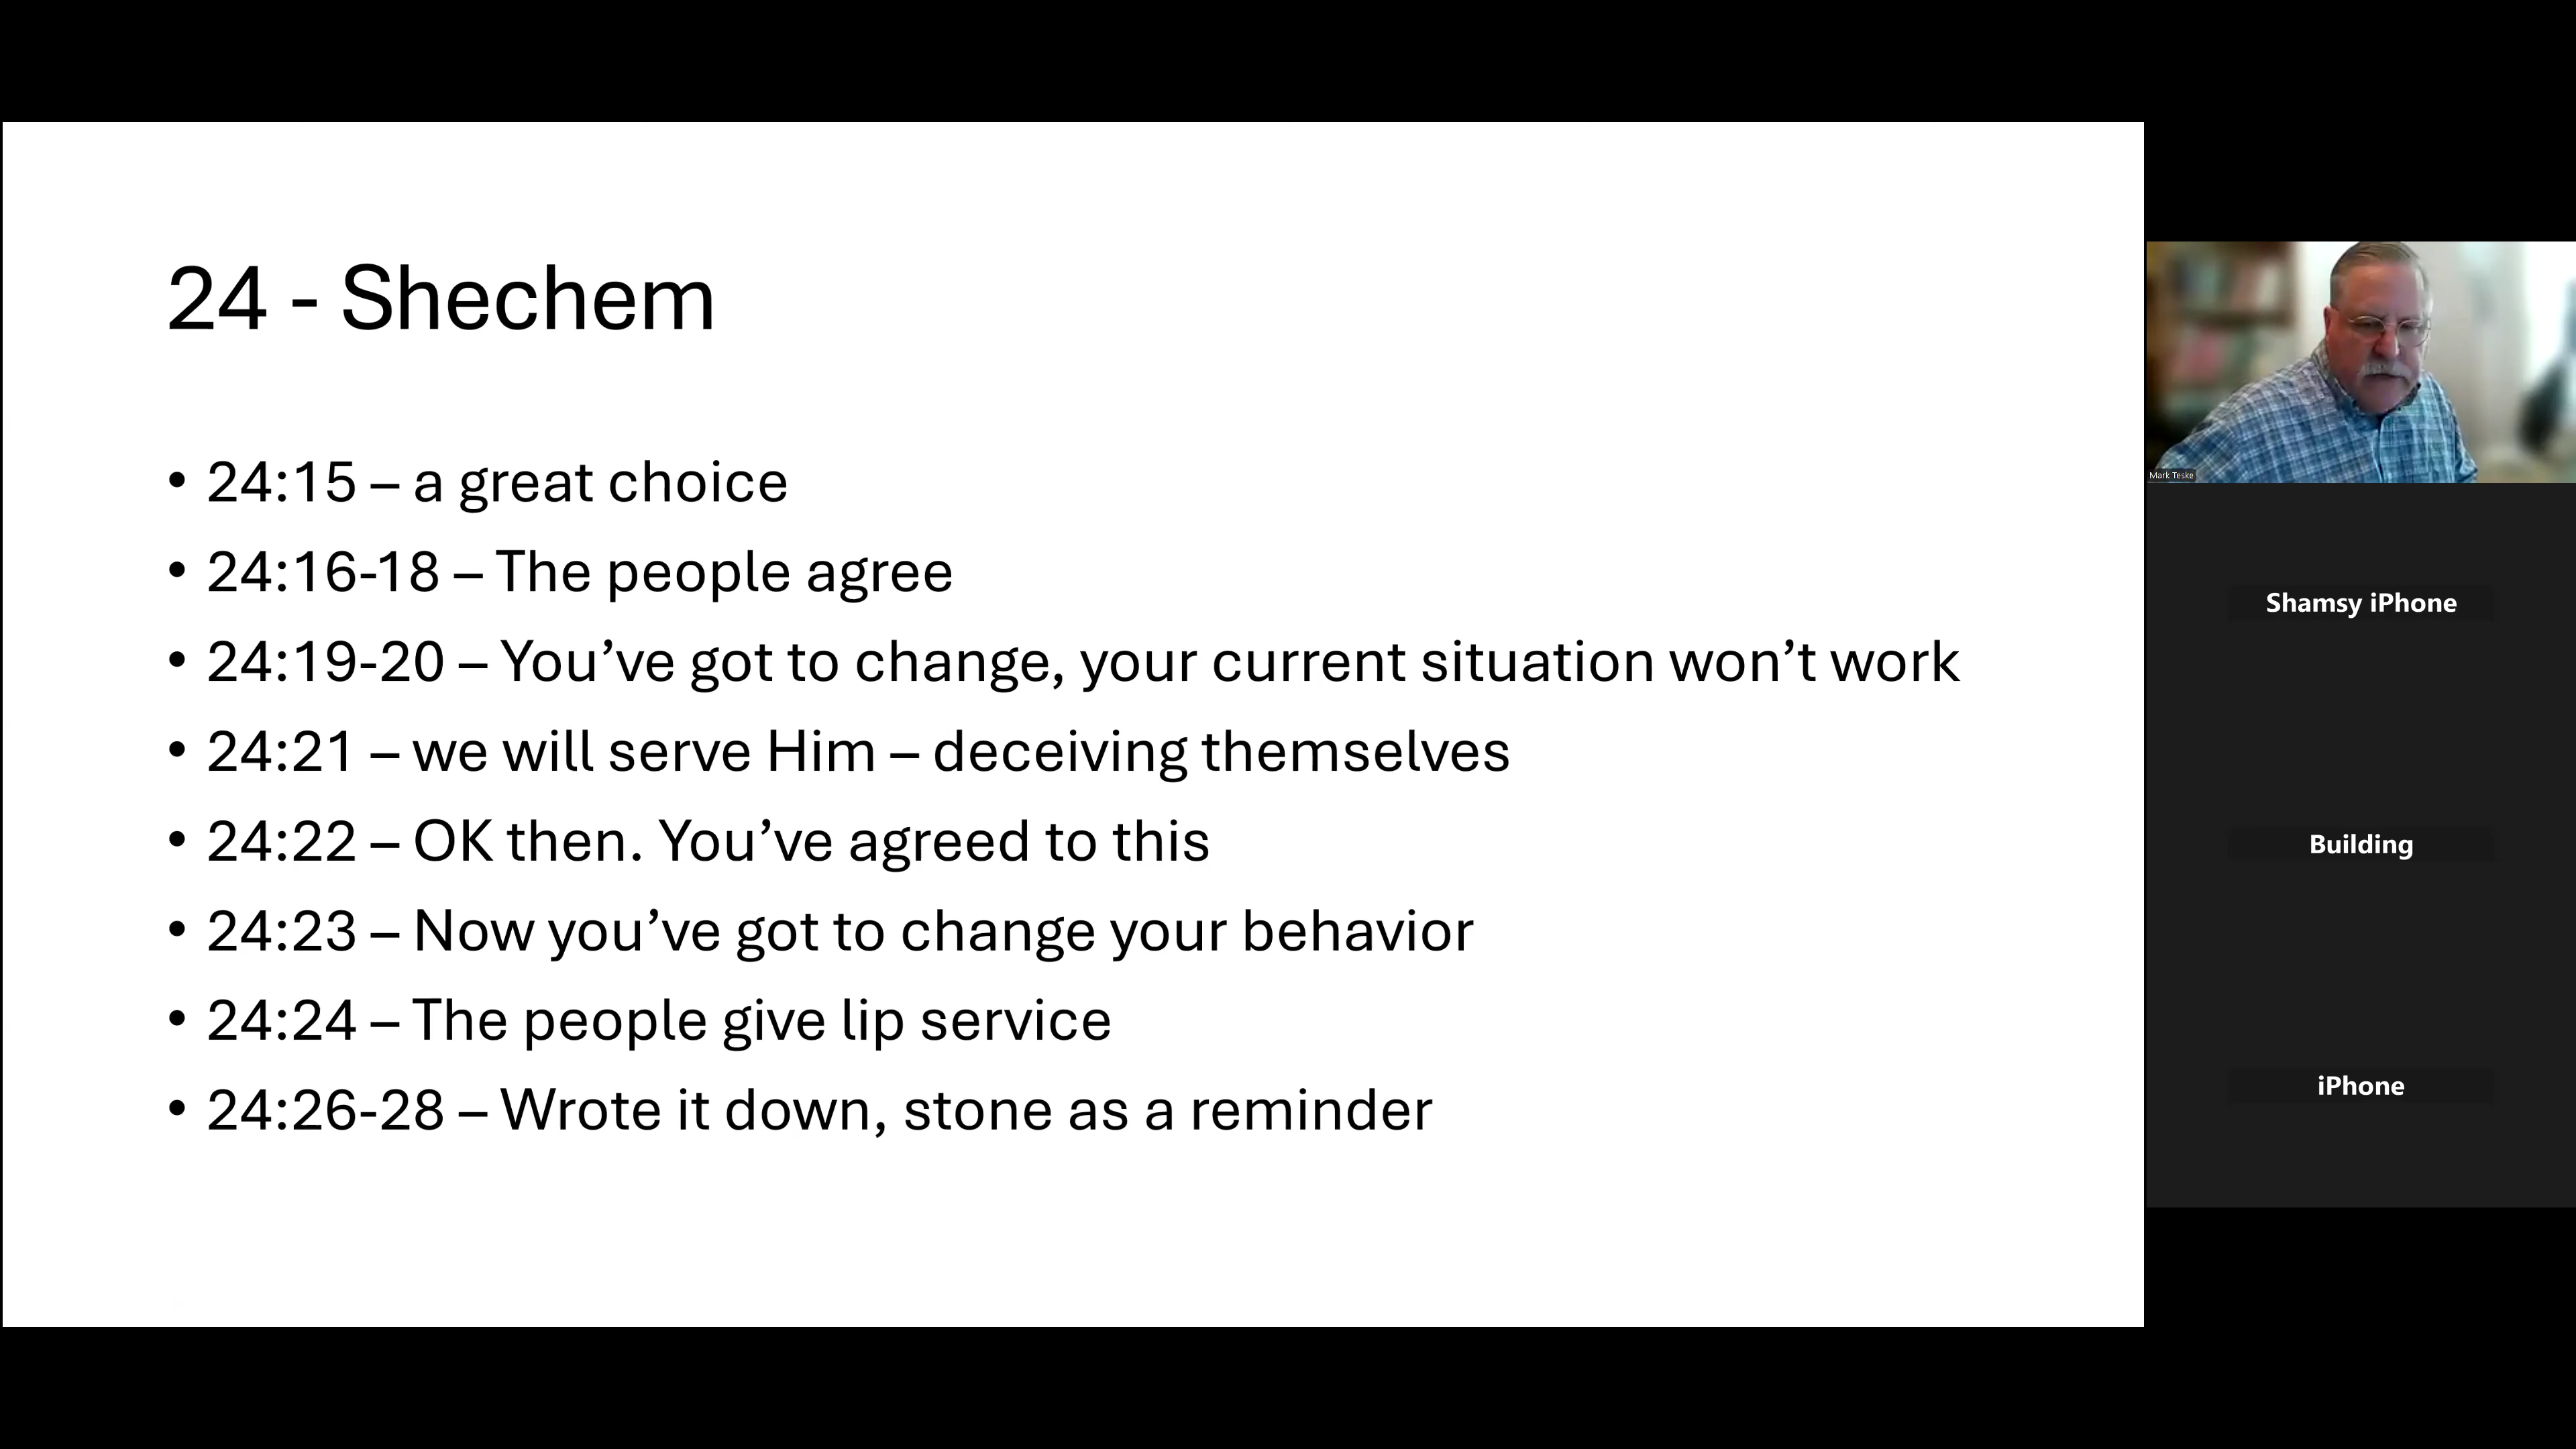 24 - Shechem
• 24:15 – a great choice
• 24:16-18 – The people agree
• 24:19-20 – You’ve got to change, your current situation won’t work
• 24:21 – we will serve Him – deceiving themselves
• 24:22 – OK then. You’ve agreed to this
• 24:23 – Now you’ve got to change your behavior
• 24:24 – The people give lip service
• 24:26-28 – Wrote it down, stone as a reminder
Mark Teske
Shamsy iPhone
Building
iPhone